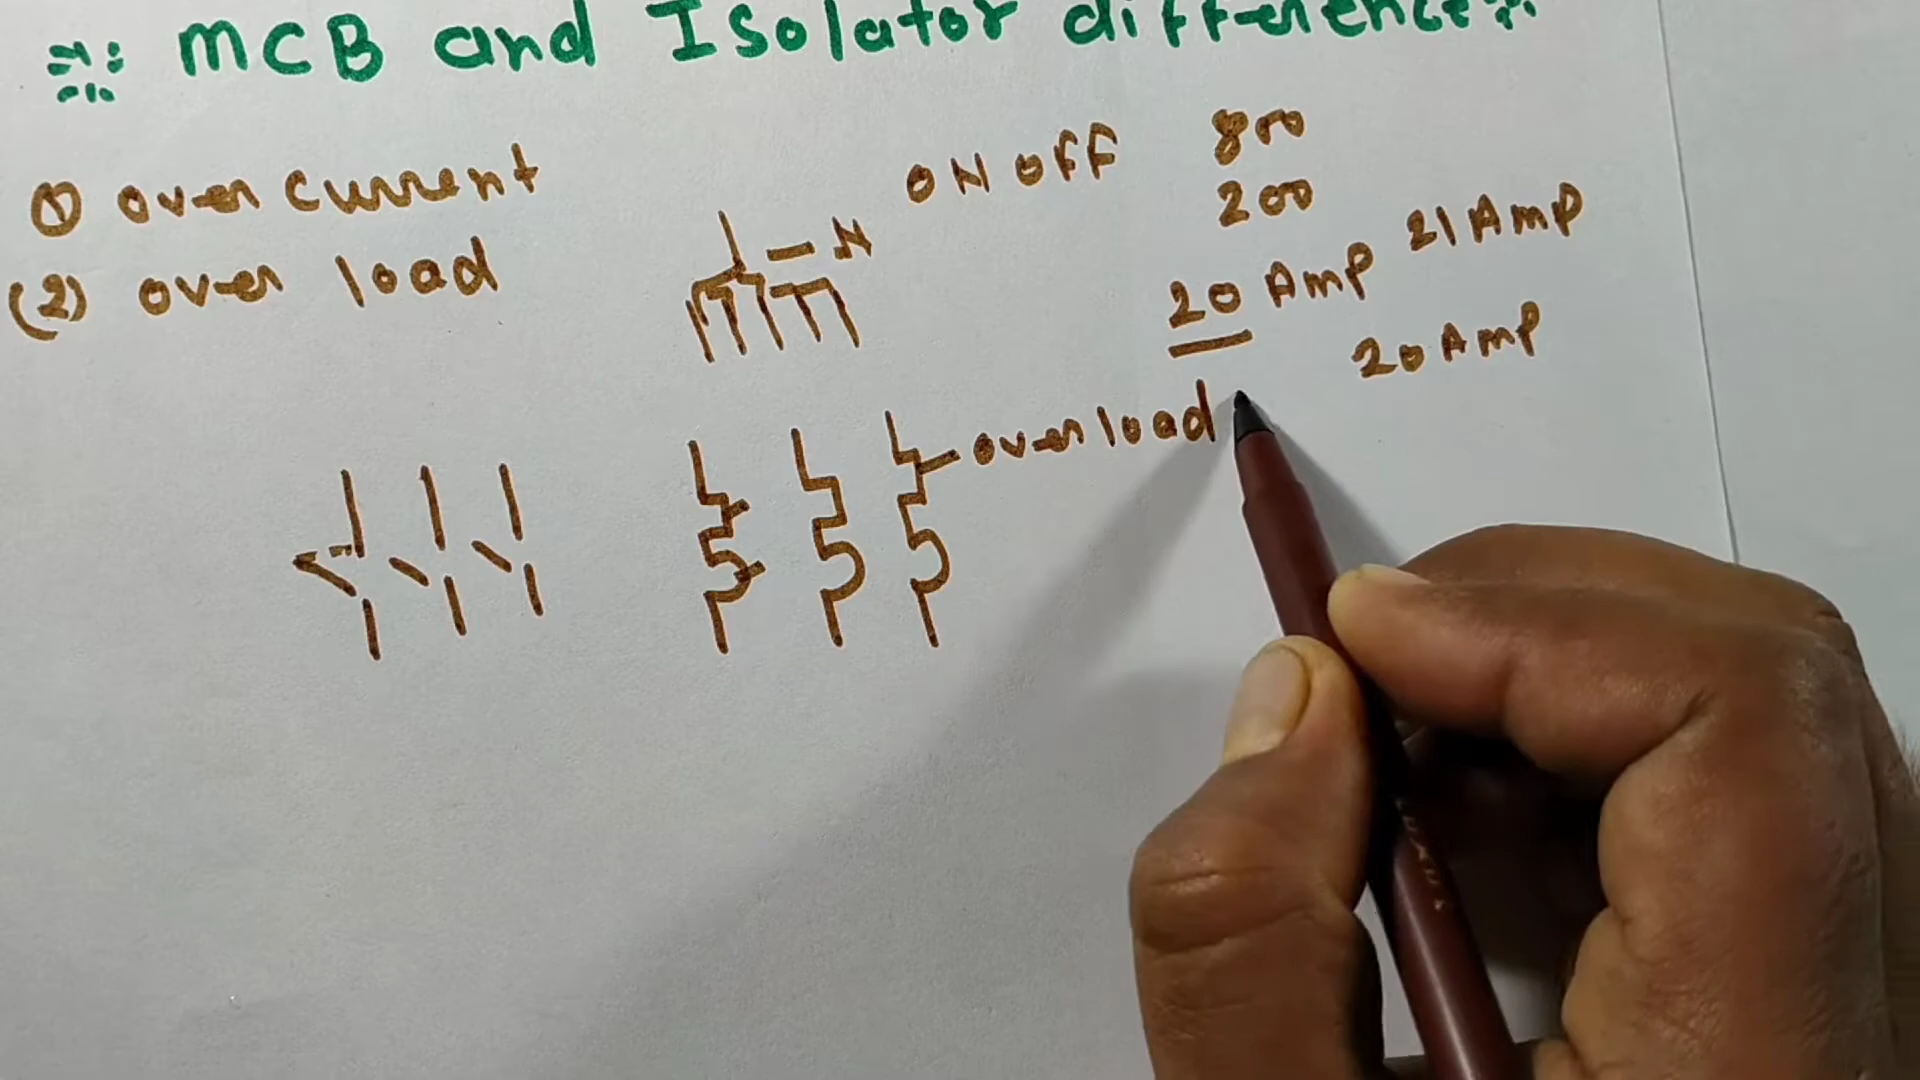 MCB and Isolator difference:
① over current
(2) over load
N
ON OFF
800
200
20 Amp
21 Amp
20 Amp
over load